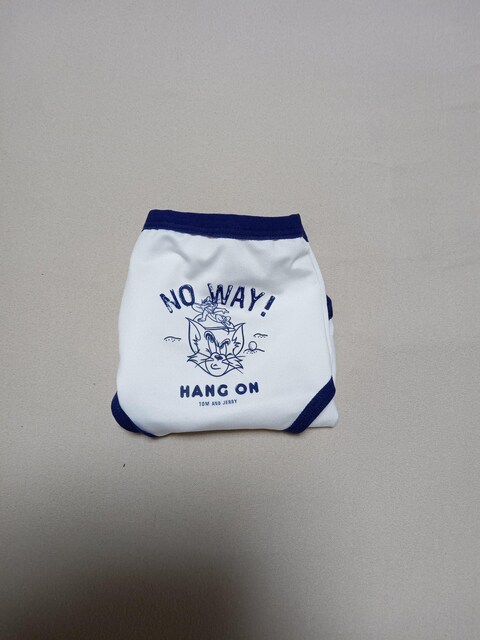 NO WAY!
HANG ON
TOM AND JERRY